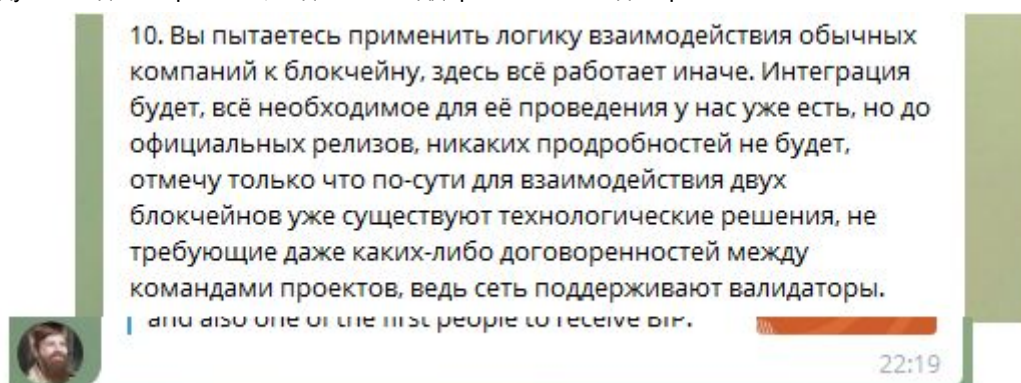 10. Вы пытаетесь применить логику взаимодействия обычных
компаний к блокчейну, здесь всё работает иначе. Интеграция
будет, всё необходимое для её проведения у нас уже есть, но до
официальных релизов, никаких продробностей не будет,
отмечу только что по-сути для взаимодействия двух
блокчейнов уже существуют технологические решения, не
требующие даже каких-либо договоренностей между
командами проектов, ведь сеть поддерживают валидаторы.
and also one of the first people to receive BIP.
22:19